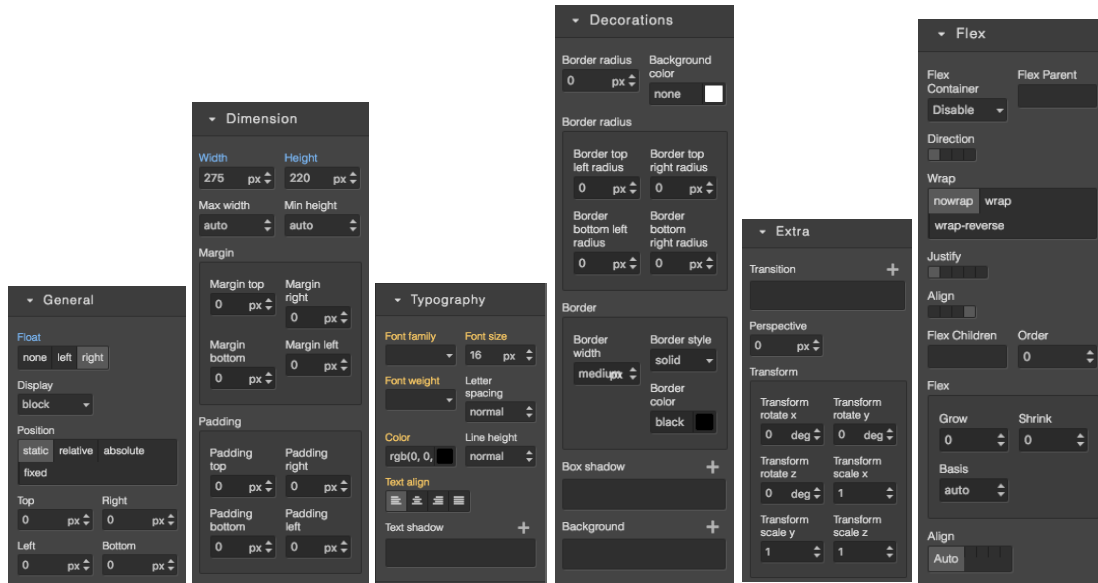 General
Float
none left right
Display
block
Position
static relative absolute
fixed
Top Right
0 px 0 px
Left Bottom
0 px 0 px
Dimension
Width Height
275 px 220 px
Max width Min height
auto auto
Margin
Margin top Margin
right
0 px 0 px
Margin
bottom Margin left
0 px 0 px
Padding
Padding
top Padding
right
0 px 0 px
Padding
bottom Padding
left
0 px 0 px
Typography
Font family Font size
16 px
Font weight Letter
spacing
normal
Color Line height
rgb(0, 0, normal
Text align
Text shadow
Decorations
Border radius Background
color
0 px none
Border radius
Border top
left radius Border top
right radius
0 px 0 px
Border
bottom left
radius Border
bottom
right radius
0 px 0 px
Border
Border
width Border style
medium px solid
Border
color
black
Box shadow
Background
Extra
Transition
Perspective
0 px
Transform
Transform
rotate x Transform
rotate y
0 deg 0 deg
Transform
rotate z Transform
scale x
0 deg 1
Transform
scale y Transform
scale z
1 1
Flex
Flex
Container Flex Parent
Disable
Direction
Wrap
nowrap wrap
wrap-reverse
Justify
Align
Flex Children Order
0
Flex
Grow Shrink
0 0
Basis
auto
Align
Auto